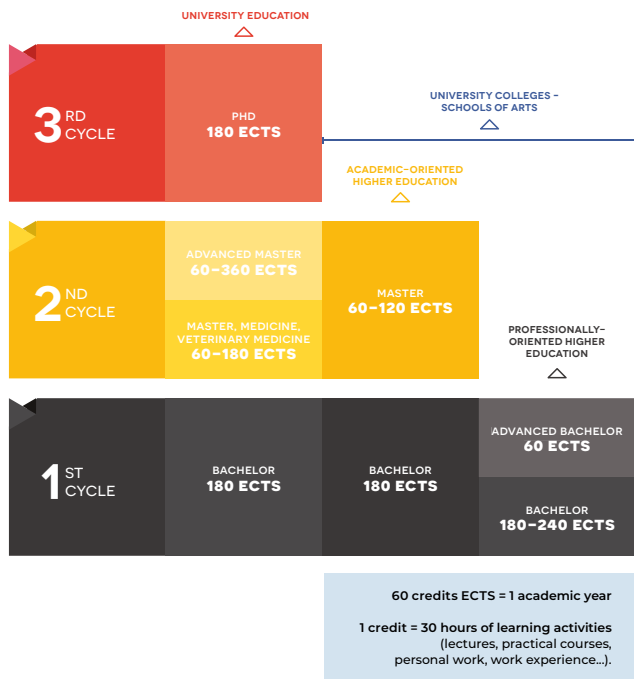 UNIVERSITY EDUCATION
3RD
CYCLE
PHD
180 ECTS
UNIVERSITY COLLEGES -
SCHOOLS OF ARTS
ACADEMIC-ORIENTED
HIGHER EDUCATION
2ND
CYCLE
ADVANCED MASTER
60-360 ECTS
MASTER, MEDICINE,
VETERINARY MEDICINE
60-180 ECTS
MASTER
60-120 ECTS
PROFESSIONALLY-
ORIENTED HIGHER
EDUCATION
1ST
CYCLE
BACHELOR
180 ECTS
BACHELOR
180 ECTS
ADVANCED BACHELOR
60 ECTS
BACHELOR
180-240 ECTS
60 credits ECTS = 1 academic year
1 credit = 30 hours of learning activities
(lectures, practical courses,
personal work, work experience...).